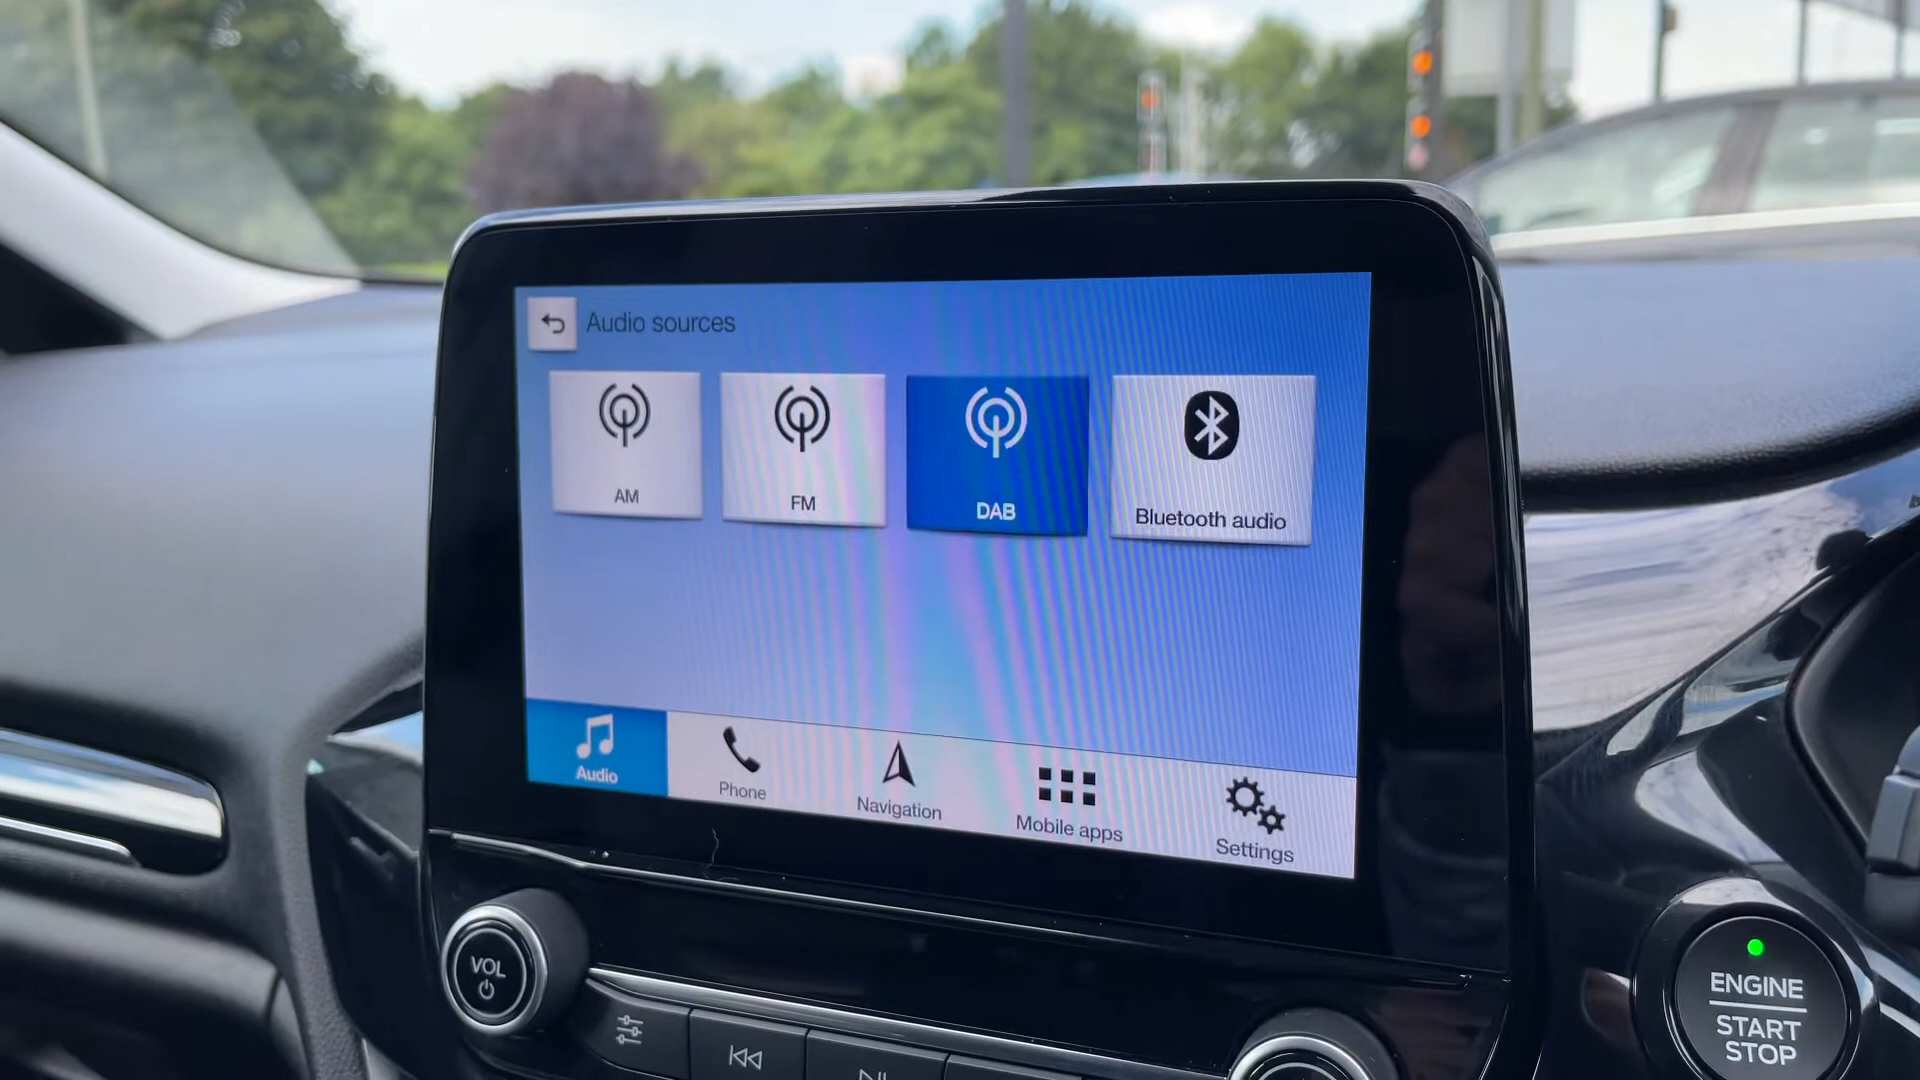 Audio sources
AM
FM
DAB
Bluetooth audio
Audio
Phone
Navigation
Mobile apps
Settings
VOL
ENGINE
START
STOP